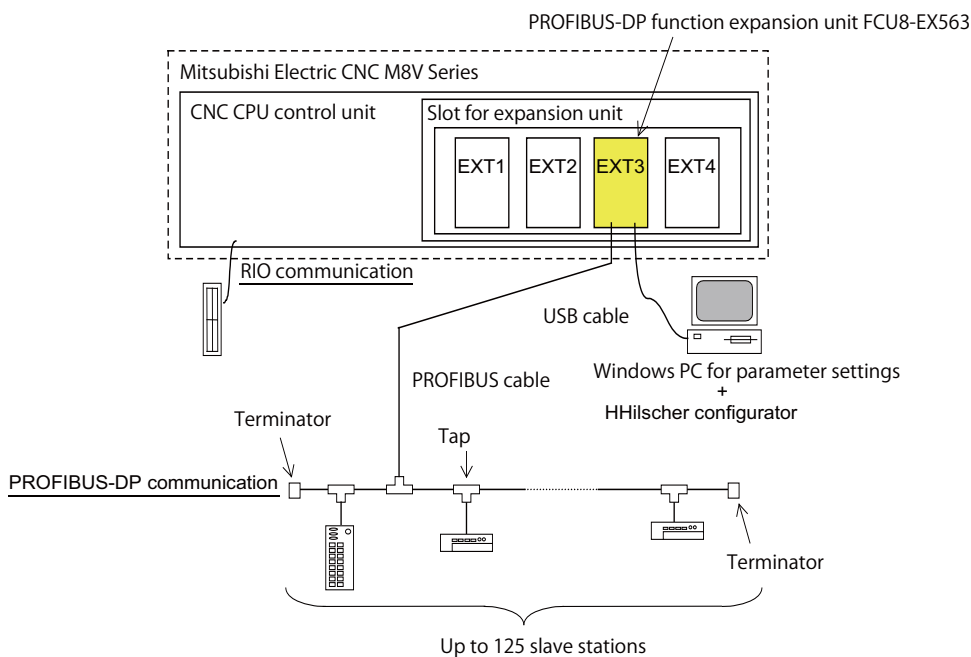 PROFIBUS-DP function expansion unit FCU8-EX563
Mitsubishi Electric CNC M8V Series
CNC CPU control unit
Slot for expansion unit
EXT1
EXT2
EXT3
EXT4
RIO communication
USB cable
Windows PC for parameter settings
+
HHilscher configurator
PROFIBUS cable
Terminator
Tap
PROFIBUS-DP communication
Terminator
Up to 125 slave stations